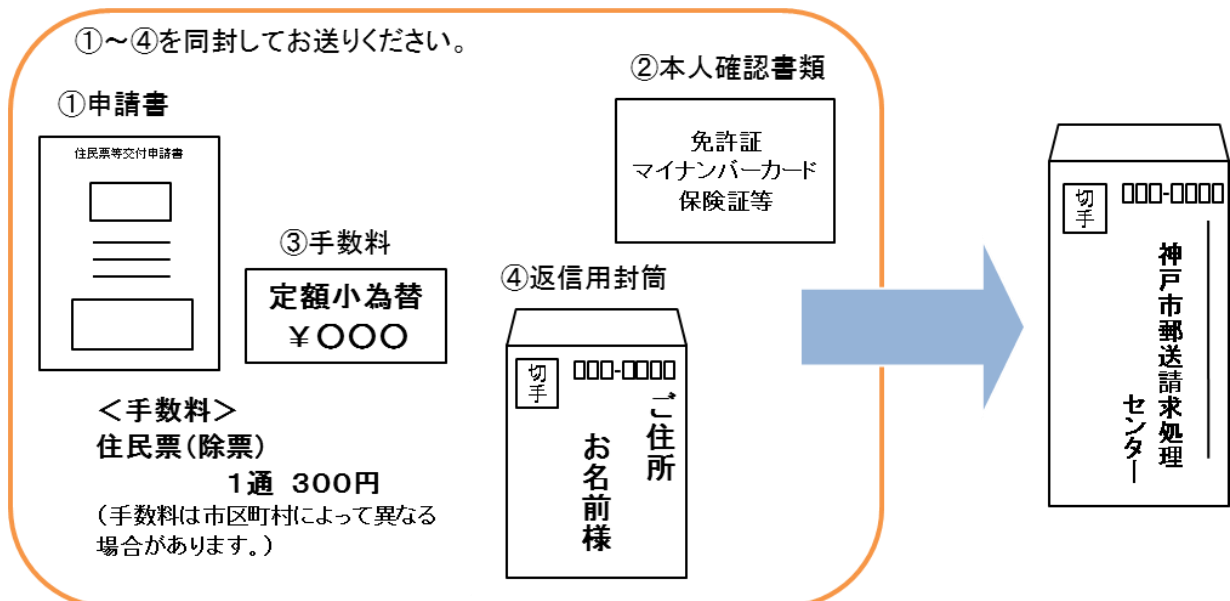 ①～④を同封してお送りください。
①申請書
住民票等交付申請書
②本人確認書類
免許証
マイナンバーカード
保険証等
③手数料
定額小為替
￥〇〇〇
＜手数料＞
住民票（除票）
１通 ３００円
（手数料は市区町村によって異なる
場合があります。）
④返信用封筒
切手
□□□-□□□□
ご住所
お名前様
切手
□□□-□□□□
神戸市郵送請求処理
センター